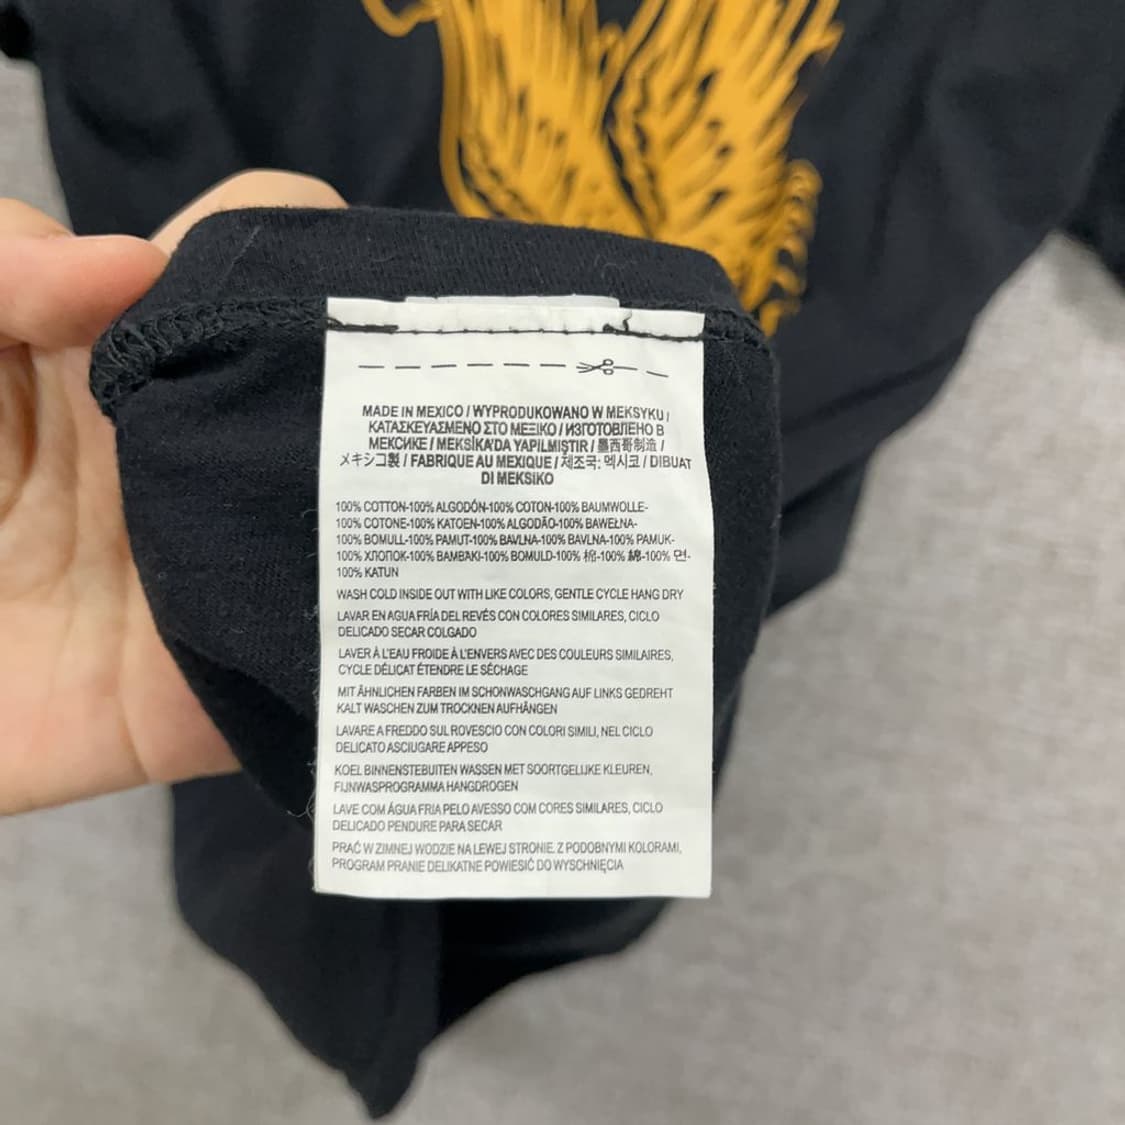 MADE IN MEXICO / WYPRODUKOWANO W MEKSYKU /
ΚΑΤΑΣΚΕΥΑΣΜΕΝΟ ΣΤΟ ΜΕΞΙΚΟ / ИЗГОТОВЛЕНО В
МЕКСИКЕ / MEKSİKA'DA YAPILMIŞTIR / 墨西哥制造 /
メキシコ製 / FABRIQUE AU MEXIQUE / 제조국: 멕시코 / DIBUAT
DI MEKSIKO
100% COTTON-100% ALGODÓN-100% COTON-100% BAUMWOLLE-
100% COTONE-100% KATOEN-100% ALGODÃO-100% BAWEŁNA-
100% BOMULL-100% PAMUT-100% BAVLNA-100% BAVLNA-100% PAMUK-
100% ХЛОПОК-100% BAMBAKI-100% BOMULD-100% 棉-100% 綿-100% 면-
100% KATUN
WASH COLD INSIDE OUT WITH LIKE COLORS, GENTLE CYCLE HANG DRY
LAVAR EN AGUA FRÍA DEL REVÉS CON COLORES SIMILARES, CICLO
DELICADO SECAR COLGADO
LAVER À L'EAU FROIDE À L'ENVERS AVEC DES COULEURS SIMILAIRES,
CYCLE DÉLICAT ÉTENDRE LE SÉCHAGE
MIT ÄHNLICHEN FARBEN IM SCHONWASCHGANG AUF LINKS GEDREHT
KALT WASCHEN ZUM TROCKNEN AUFHÄNGEN
LAVARE A FREDDO SUL ROVESCIO CON COLORI SIMILI, NEL CICLO
DELICATO ASCIUGARE APPESO
KOEL BINNENSTEBUITEN WASSEN MET SOORTGELIJKE KLEUREN,
FIJNWASPROGRAMMA HANGDROGEN
LAVE COM ÁGUA FRIA PELO AVESSO COM CORES SIMILARES, CICLO
DELICADO PENDURE PARA SECAR
PRAĆ W ZIMNEJ WODZIE NA LEWEJ STRONIE. Z PODOBNYMI KOLORAMI,
PROGRAM PRANIE DELIKATNE POWIESIĆ DO WYSCHNIĘCIA